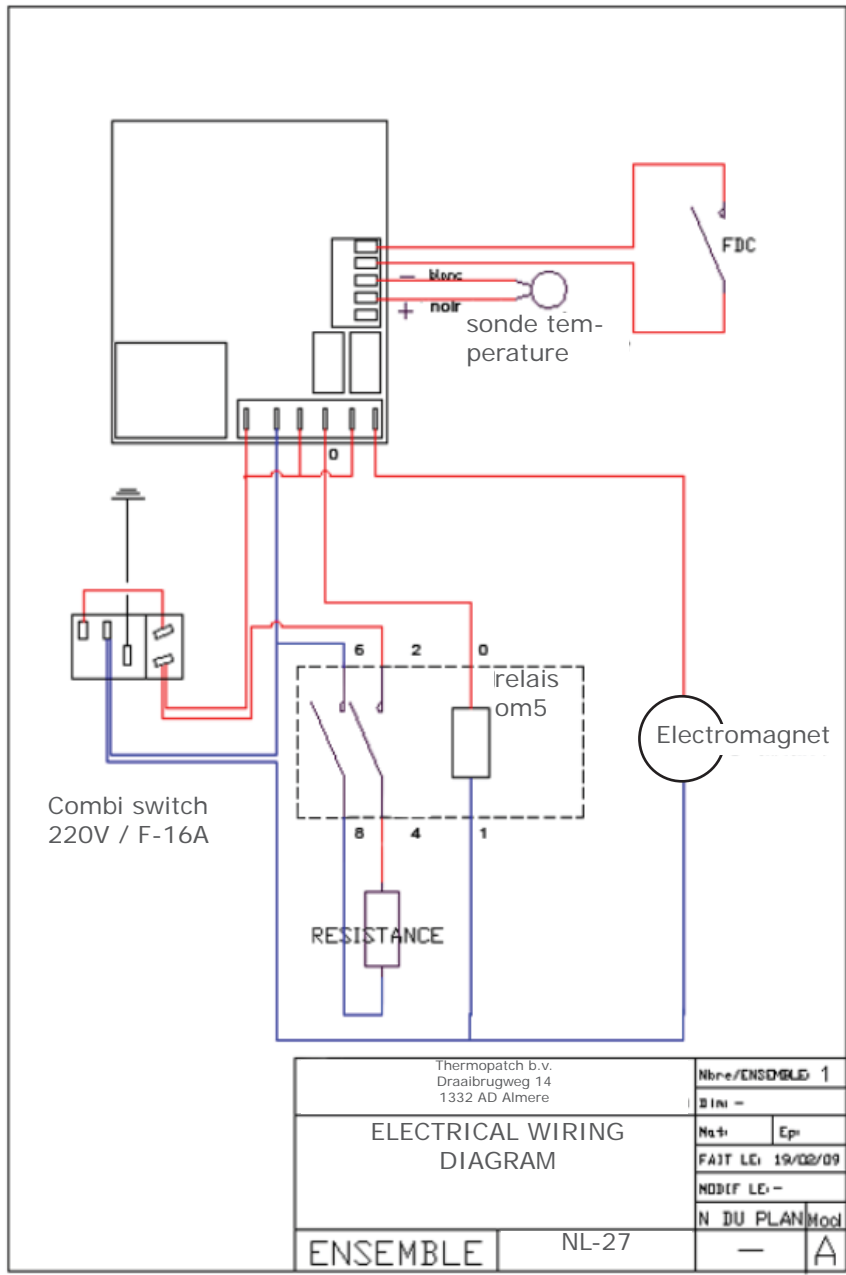 FDC
− blanc
+ noir
sonde tem-
perature
0
6 2 0
relais
om5
Electromagnet
Combi switch
220V / F-16A
8 4 1
RESISTANCE
Thermopatch b.v.
Draaibrugweg 14
1332 AD Almere
ELECTRICAL WIRING
DIAGRAM
ENSEMBLE
NL-27
Nbre/ENSEMBLE: 1
Dim: -
Mat: Ep:
FAIT LE: 19/02/09
MODIF LE: -
N DU PLAN
—
A